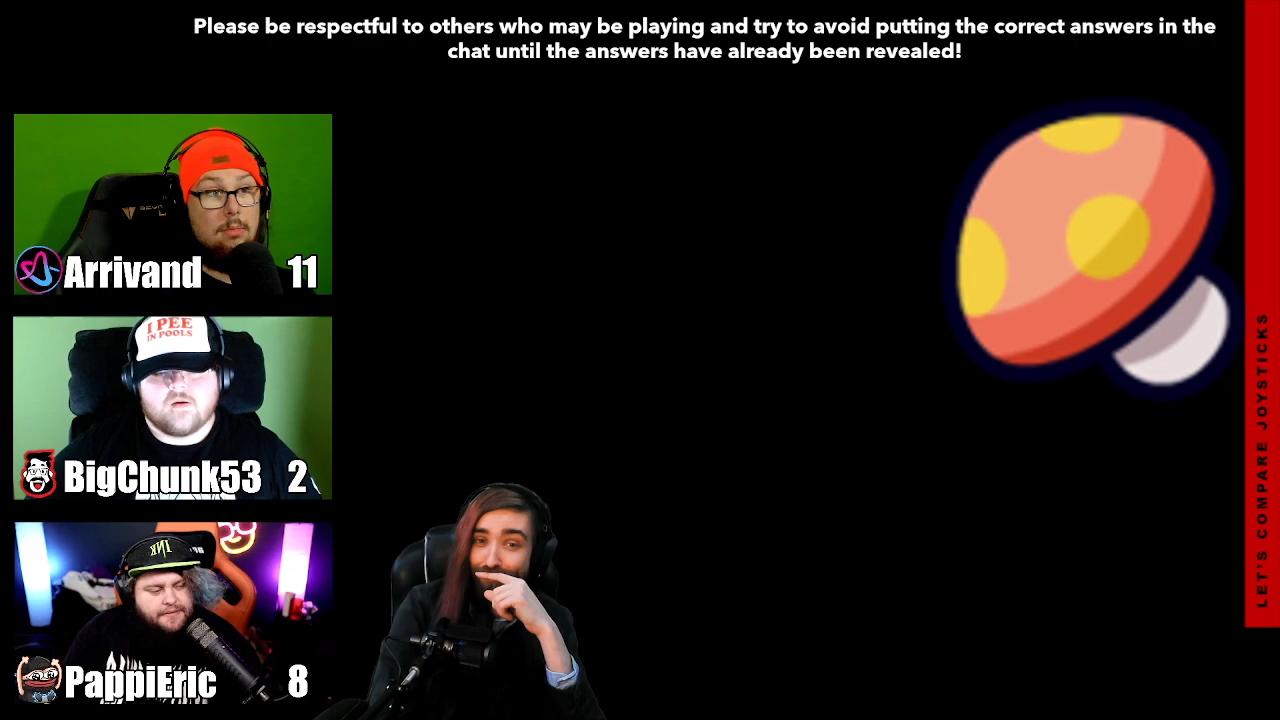 Please be respectful to others who may be playing and try to avoid putting the correct answers in the
chat until the answers have already been revealed!
Arrivand 11
I PEE
IN POOLS
BigChunk53 2
PappiEric 8
LET'S COMPARE JOYSTICKS